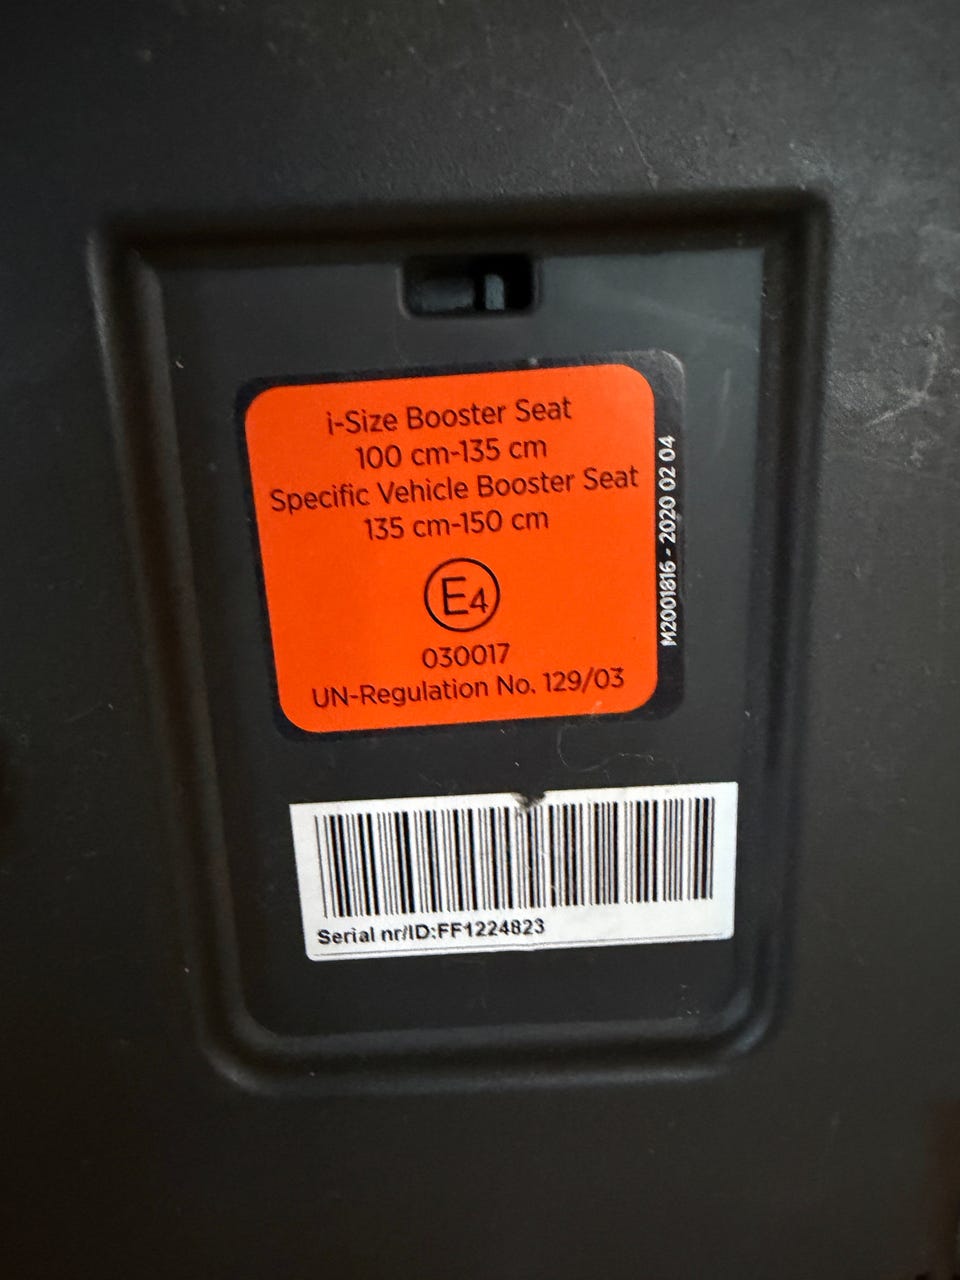 i-Size Booster Seat
100 cm-135 cm
Specific Vehicle Booster Seat
135 cm-150 cm
E4
030017
UN-Regulation No. 129/03
M2001816 - 2020 02 04
Serial nr/ID:FF1224823